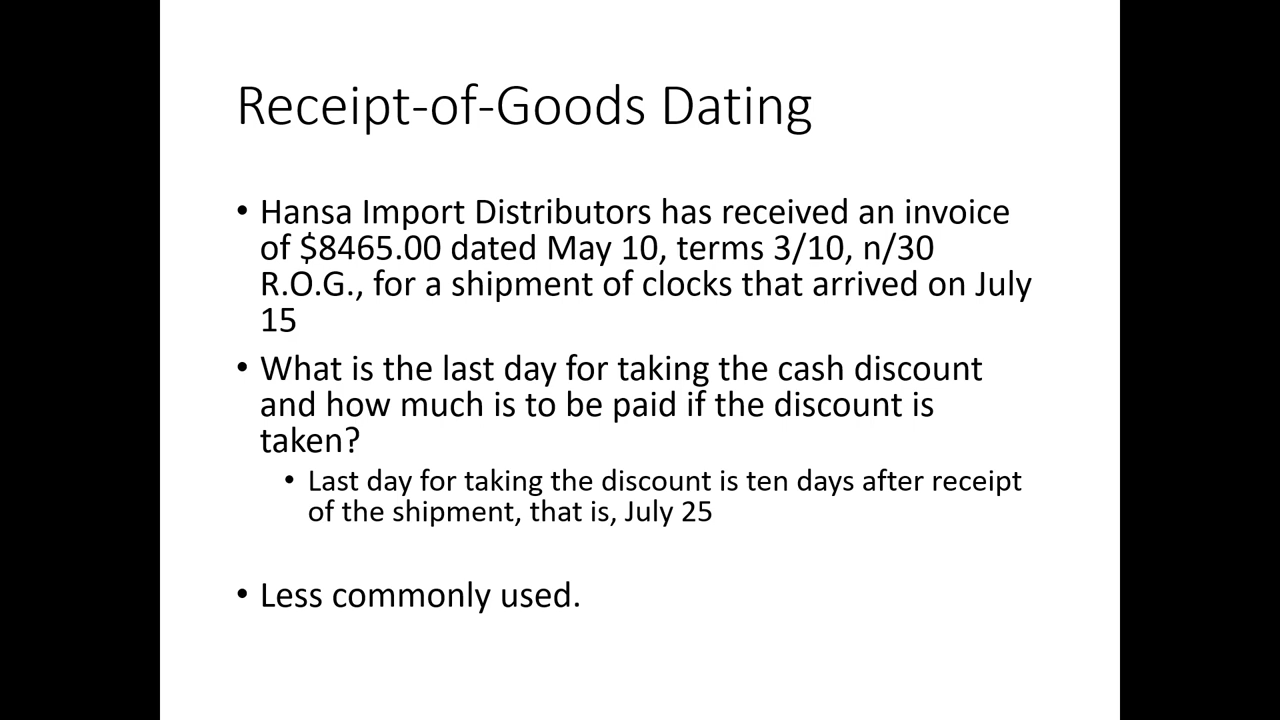 Receipt-of-Goods Dating
• Hansa Import Distributors has received an invoice
of $8465.00 dated May 10, terms 3/10, n/30
R.O.G., for a shipment of clocks that arrived on July
15
• What is the last day for taking the cash discount
and how much is to be paid if the discount is
taken?
• Last day for taking the discount is ten days after receipt
of the shipment, that is, July 25
• Less commonly used.